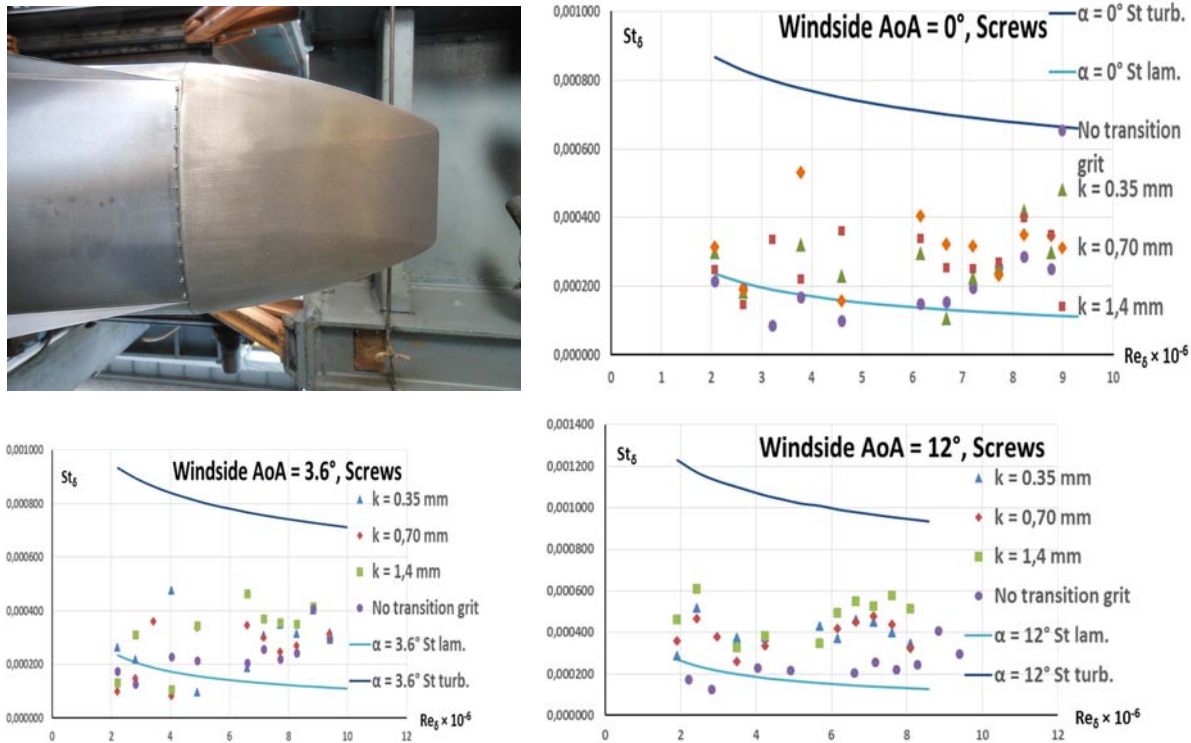 0,001000
0,000800
0,000600
0,000400
0,000200
0,000000
St_δ
Windside AoA = 0°, Screws
α = 0° St turb.
α = 0° St lam.
No transition
grit
k = 0.35 mm
k = 0,70 mm
k = 1,4 mm
Re_δ × 10⁻⁶
0 1 2 3 4 5 6 7 8 9 10
0,001000
0,000800
0,000600
0,000400
0,000200
0,000000
St_δ
Windside AoA = 3.6°, Screws
k = 0.35 mm
k = 0,70 mm
k = 1,4 mm
No transition grit
α = 3.6° St lam.
α = 3.6° St turb.
Re_δ × 10⁻⁶
0 2 4 6 8 10 12
0,001400
0,001200
0,001000
0,000800
0,000600
0,000400
0,000200
0,000000
St_δ
Windside AoA = 12°, Screws
k = 0.35 mm
k = 0,70 mm
k = 1,4 mm
No transition grit
α = 12° St lam.
α = 12° St turb.
Re_δ × 10⁻⁶
0 2 4 6 8 10 12